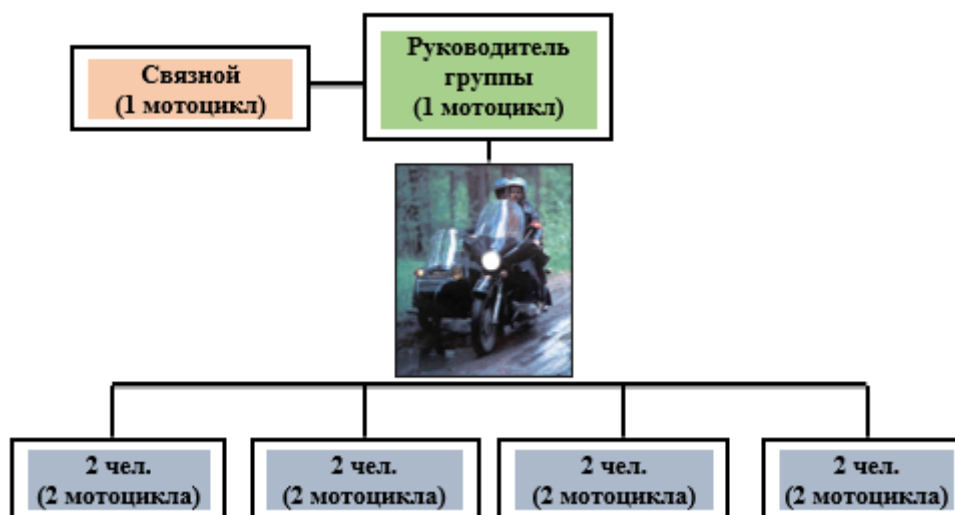 Связной
(1 мотоцикл)
Руководитель
группы
(1 мотоцикл)
2 чел.
(2 мотоцикла)
2 чел.
(2 мотоцикла)
2 чел.
(2 мотоцикла)
2 чел.
(2 мотоцикла)